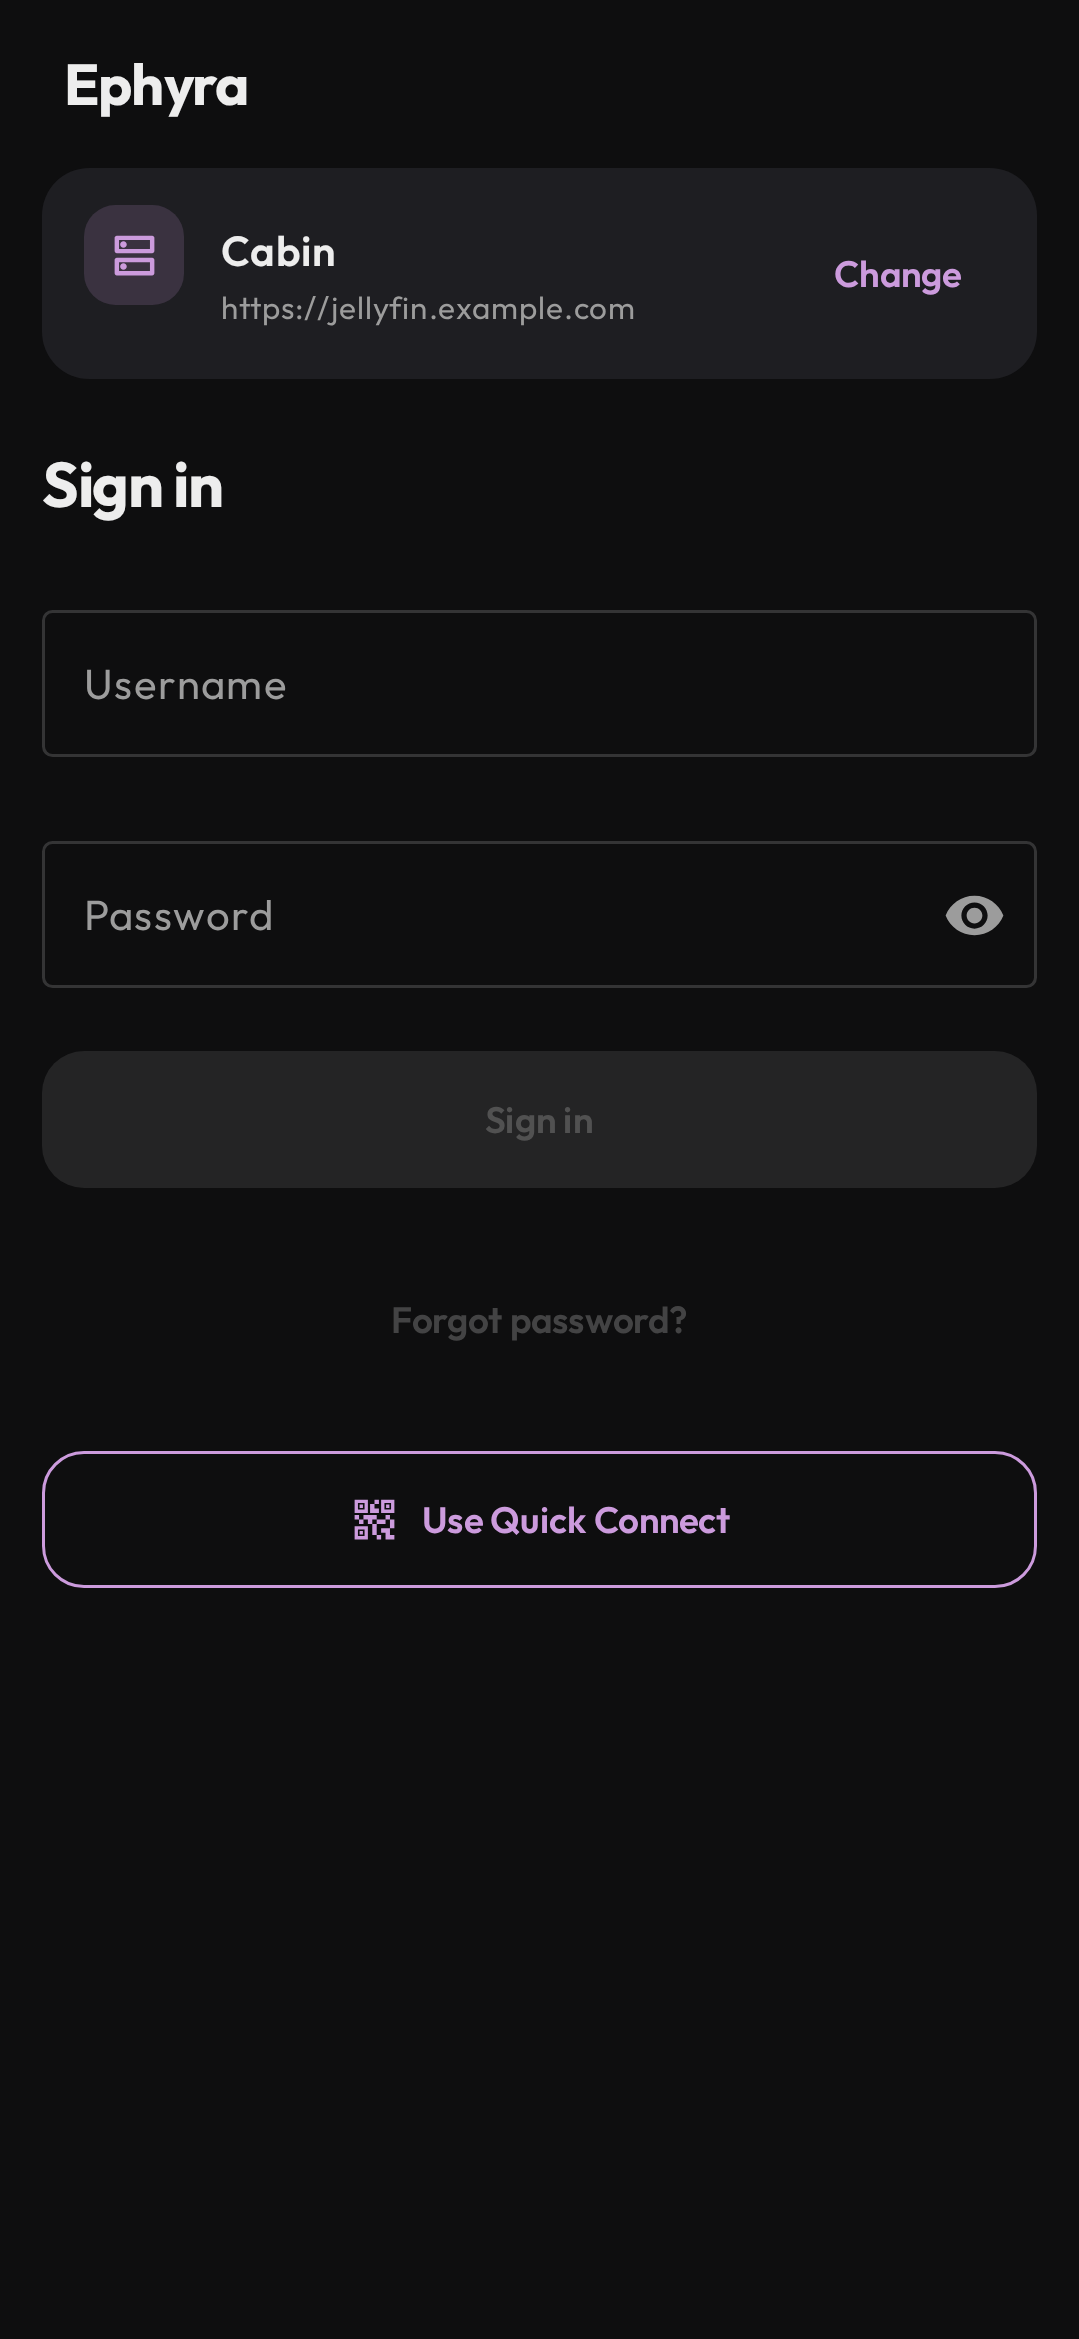 Ephyra
Cabin
https://jellyfin.example.com
Change
Sign in
Username
Password
Sign in
Forgot password?
Use Quick Connect